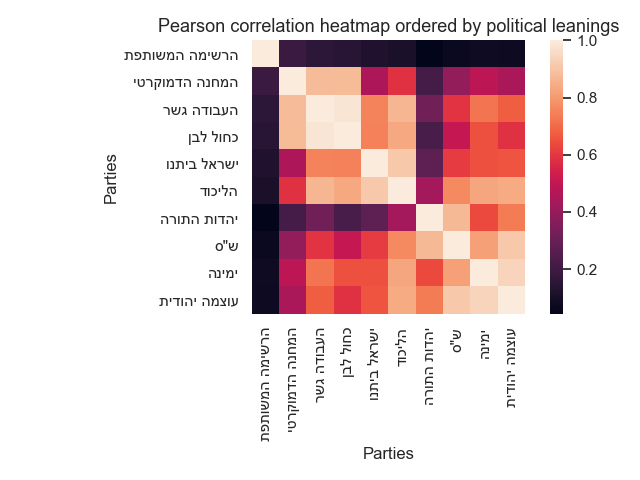 Pearson correlation heatmap ordered by political leanings
הרשימה המשותפת
המחנה הדמוקרטי
העבודה גשר
כחול לבן
ישראל ביתנו
הליכוד
יהדות התורה
ש"ס
ימינה
עוצמה יהודית
Parties
הרשימה המשותפת
המחנה הדמוקרטי
העבודה גשר
כחול לבן
ישראל ביתנו
הליכוד
יהדות התורה
ש"ס
ימינה
עוצמה יהודית
Parties
1.0
0.8
0.6
0.4
0.2